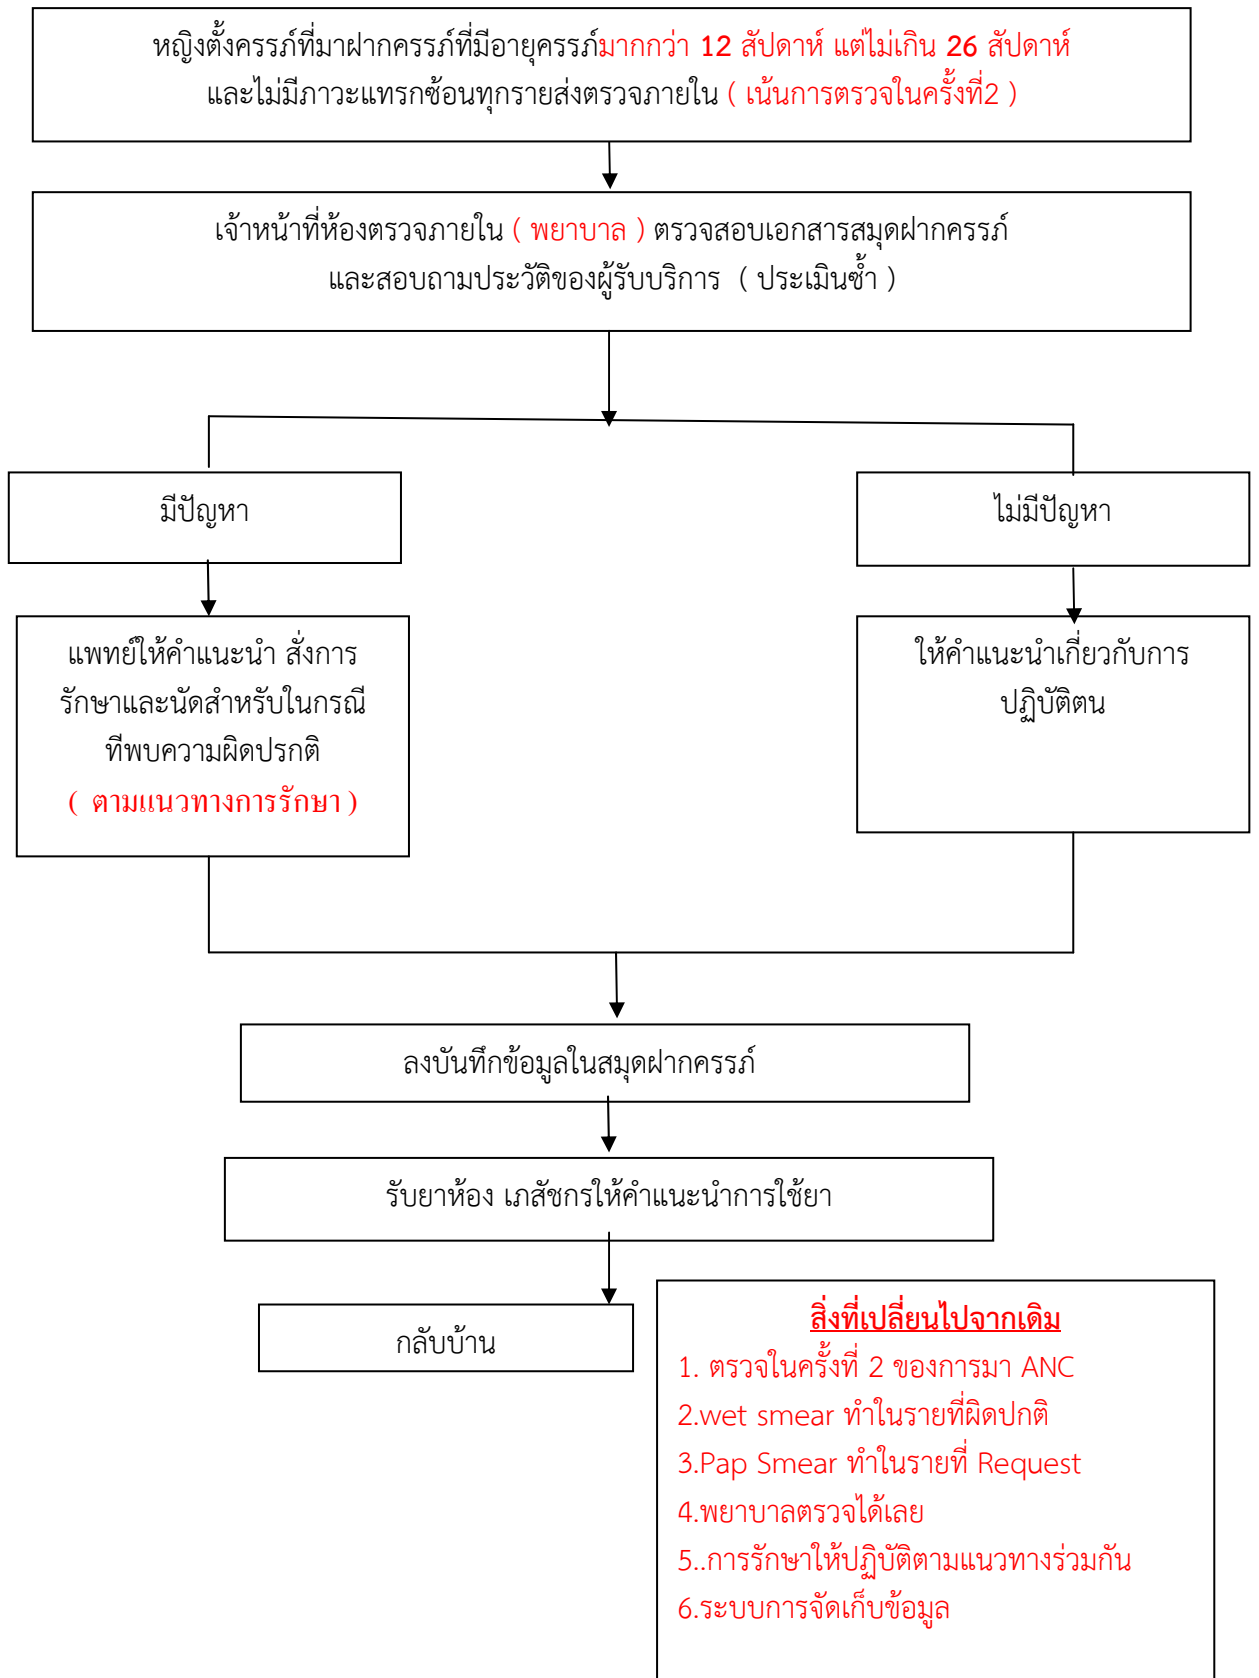 หญิงตั้งครรภ์ที่มาฝากครรภ์ที่มีอายุครรภ์มากกว่า 12 สัปดาห์ แต่ไม่เกิน 26 สัปดาห์
และไม่มีภาวะแทรกซ้อนทุกรายส่งตรวจภายใน ( เน้นการตรวจในครั้งที่2 )
เจ้าหน้าที่ห้องตรวจภายใน ( พยาบาล ) ตรวจสอบเอกสารสมุดฝากครรภ์
และสอบถามประวัติของผู้รับบริการ ( ประเมินซ้ำ )
มีปัญหา
ไม่มีปัญหา
แพทย์ให้คำแนะนำ สั่งการ
รักษาและนัดสำหรับในกรณี
ทีพบความผิดปรกติ
( ตามแนวทางการรักษา )
ให้คำแนะนำเกี่ยวกับการ
ปฏิบัติตน
ลงบันทึกข้อมูลในสมุดฝากครรภ์
รับยาห้อง เภสัชกรให้คำแนะนำการใช้ยา
กลับบ้าน
สิ่งที่เปลี่ยนไปจากเดิม
1. ตรวจในครั้งที่ 2 ของการมา ANC
2.wet smear ทำในรายที่ผิดปกติ
3.Pap Smear ทำในรายที่ Request
4.พยาบาลตรวจได้เลย
5..การรักษาให้ปฏิบัติตามแนวทางร่วมกัน
6.ระบบการจัดเก็บข้อมูล